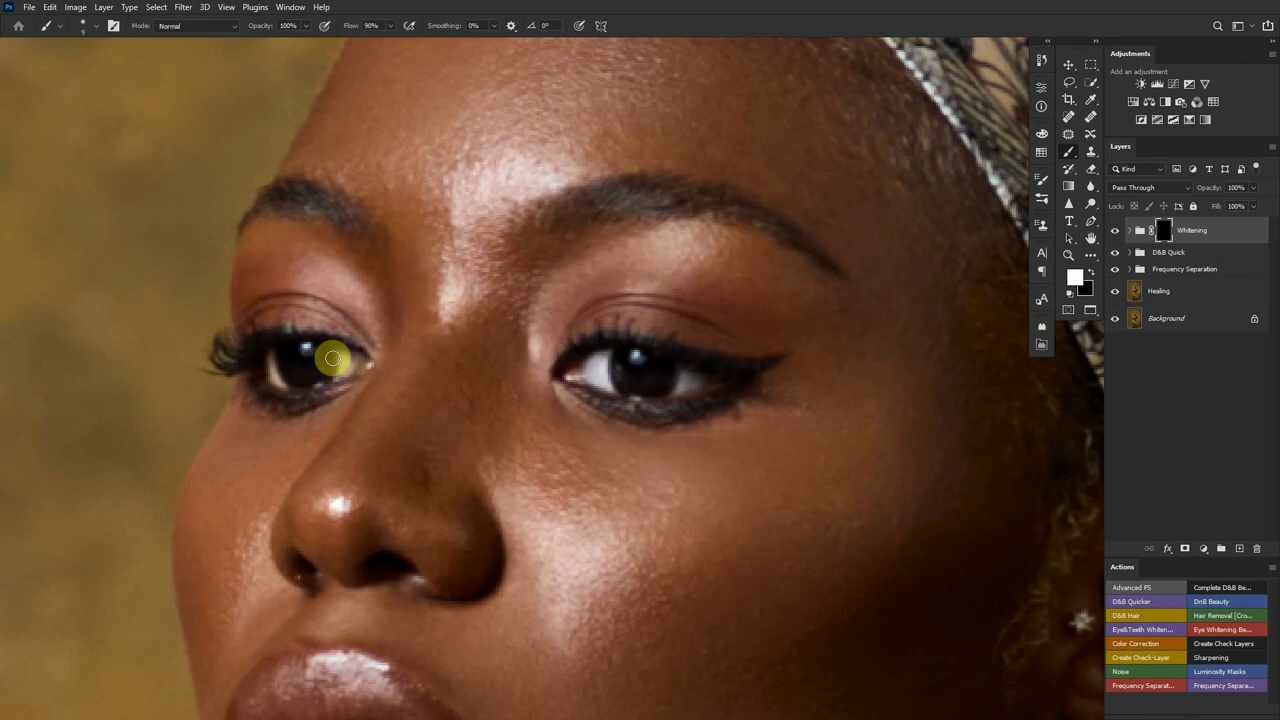 Ps File Edit Image Layer Type Select Filter 3D View Plugins Window Help
9 Mode: Normal Opacity: 100% Flow: 90% Smoothing: 0% 0°
Adjustments
Add an adjustment
Layers
Kind
Pass Through Opacity: 100%
Lock: Fill: 100%
Whitening
D&B Quick
Frequency Separation
Healing
Background
Actions
Advanced FS Complete D&B Be...
D&B Quicker DnB Beauty
D&B Hair Hair Removal [Cro...
Eye&Teeth Whiten... Eye Whitening Be...
Color Correction Create Check Layers
Create Check-Layer Sharpening
Noise Luminosity Masks
Frequency Separat... Frequency Separa...